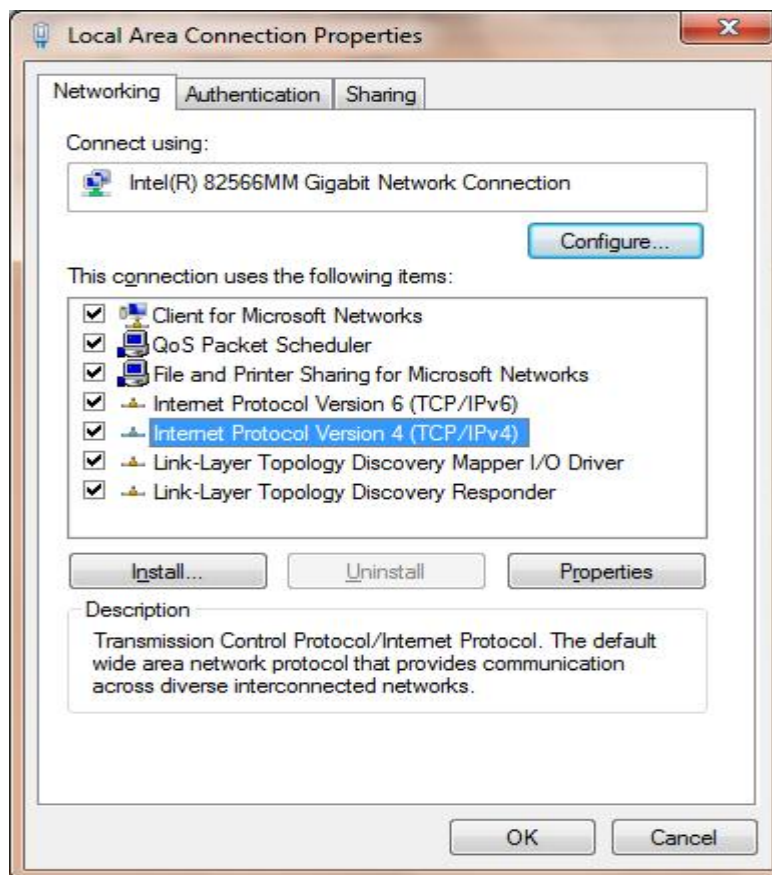 Local Area Connection Properties
Networking Authentication Sharing
Connect using:
Intel(R) 82566MM Gigabit Network Connection
Configure...
This connection uses the following items:
Client for Microsoft Networks
QoS Packet Scheduler
File and Printer Sharing for Microsoft Networks
Internet Protocol Version 6 (TCP/IPv6)
Internet Protocol Version 4 (TCP/IPv4)
Link-Layer Topology Discovery Mapper I/O Driver
Link-Layer Topology Discovery Responder
Install... Uninstall Properties
Description
Transmission Control Protocol/Internet Protocol. The default
wide area network protocol that provides communication
across diverse interconnected networks.
OK Cancel